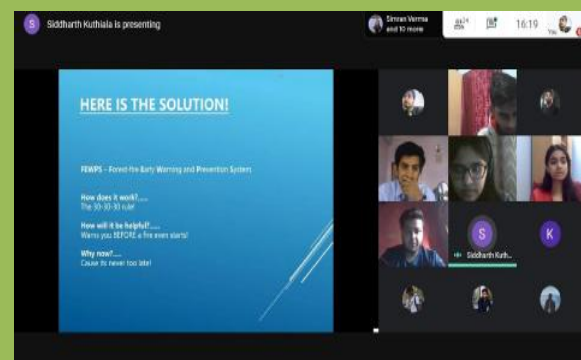 S Siddharth Kuthiala is presenting
Simran Verma
and 10 more
24
16:19
You
HERE IS THE SOLUTION!
FEWPS – Forest-fire Early Warning and Prevention System
How does it work?.....
The 30-30-30 rule!
How will it be helpful?.....
Warns you BEFORE a fire even starts!
Why now?.....
Cause its never too late!
S
K
Siddharth Kuth...